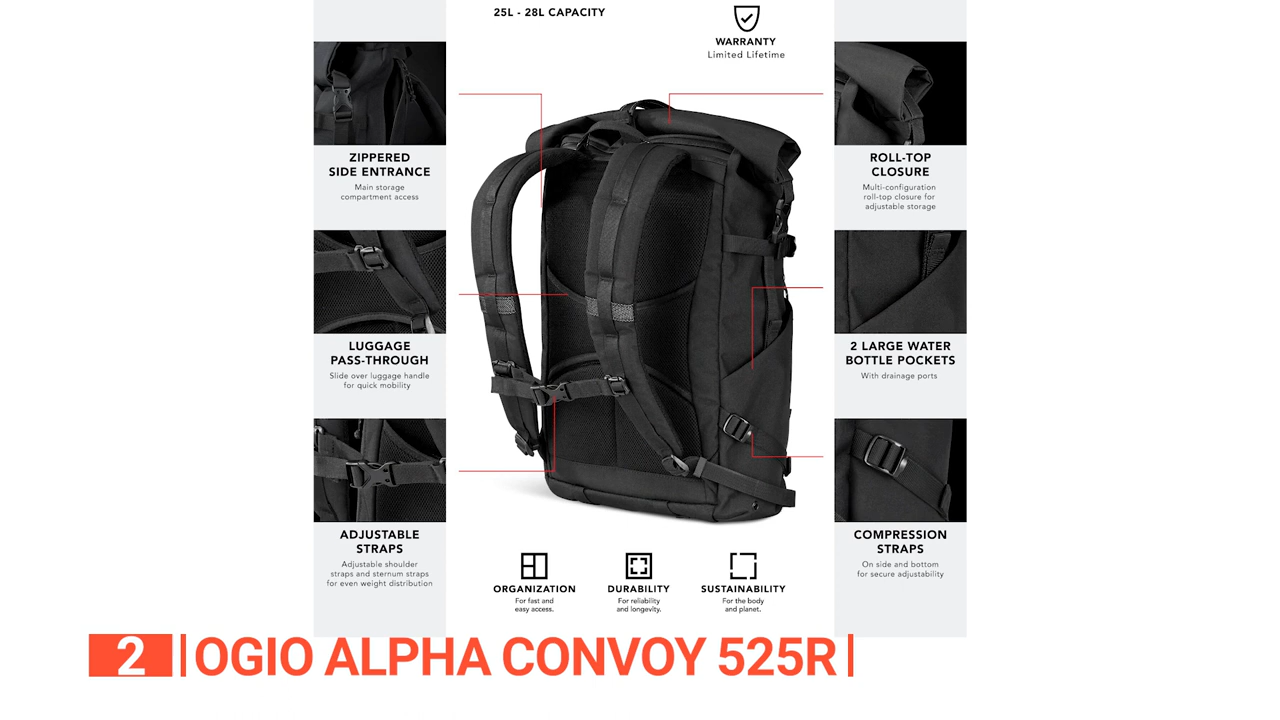 25L - 28L CAPACITY
WARRANTY
Limited Lifetime
ZIPPERED
SIDE ENTRANCE
Main storage
compartment access
ROLL-TOP
CLOSURE
Multi-configuration
roll-top closure for
adjustable storage
LUGGAGE
PASS-THROUGH
Slide over luggage handle
for quick mobility
2 LARGE WATER
BOTTLE POCKETS
With drainage ports
ADJUSTABLE
STRAPS
Adjustable shoulder
straps and sternum straps
for even weight distribution
COMPRESSION
STRAPS
On side and bottom
for secure adjustability
ORGANIZATION
For fast and
easy access.
DURABILITY
For reliability
and longevity.
SUSTAINABILITY
For the body
and planet.
2 OGIO ALPHA CONVOY 525R